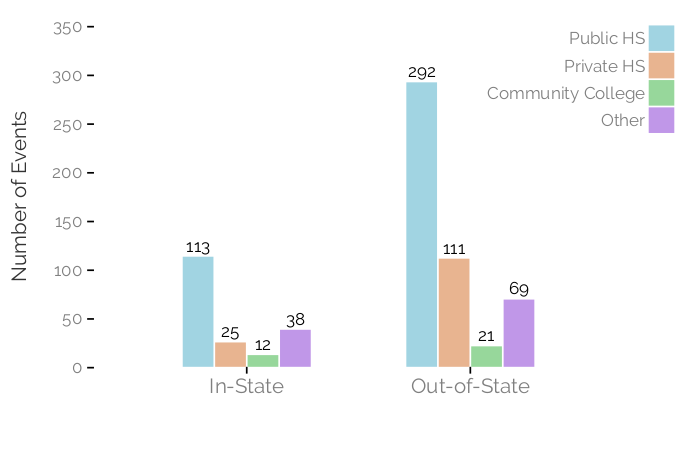 350
300
250
200
150
100
50
0
Number of Events
Public HS
Private HS
Community College
Other
113
25
12
38
292
111
21
69
In-State
Out-of-State